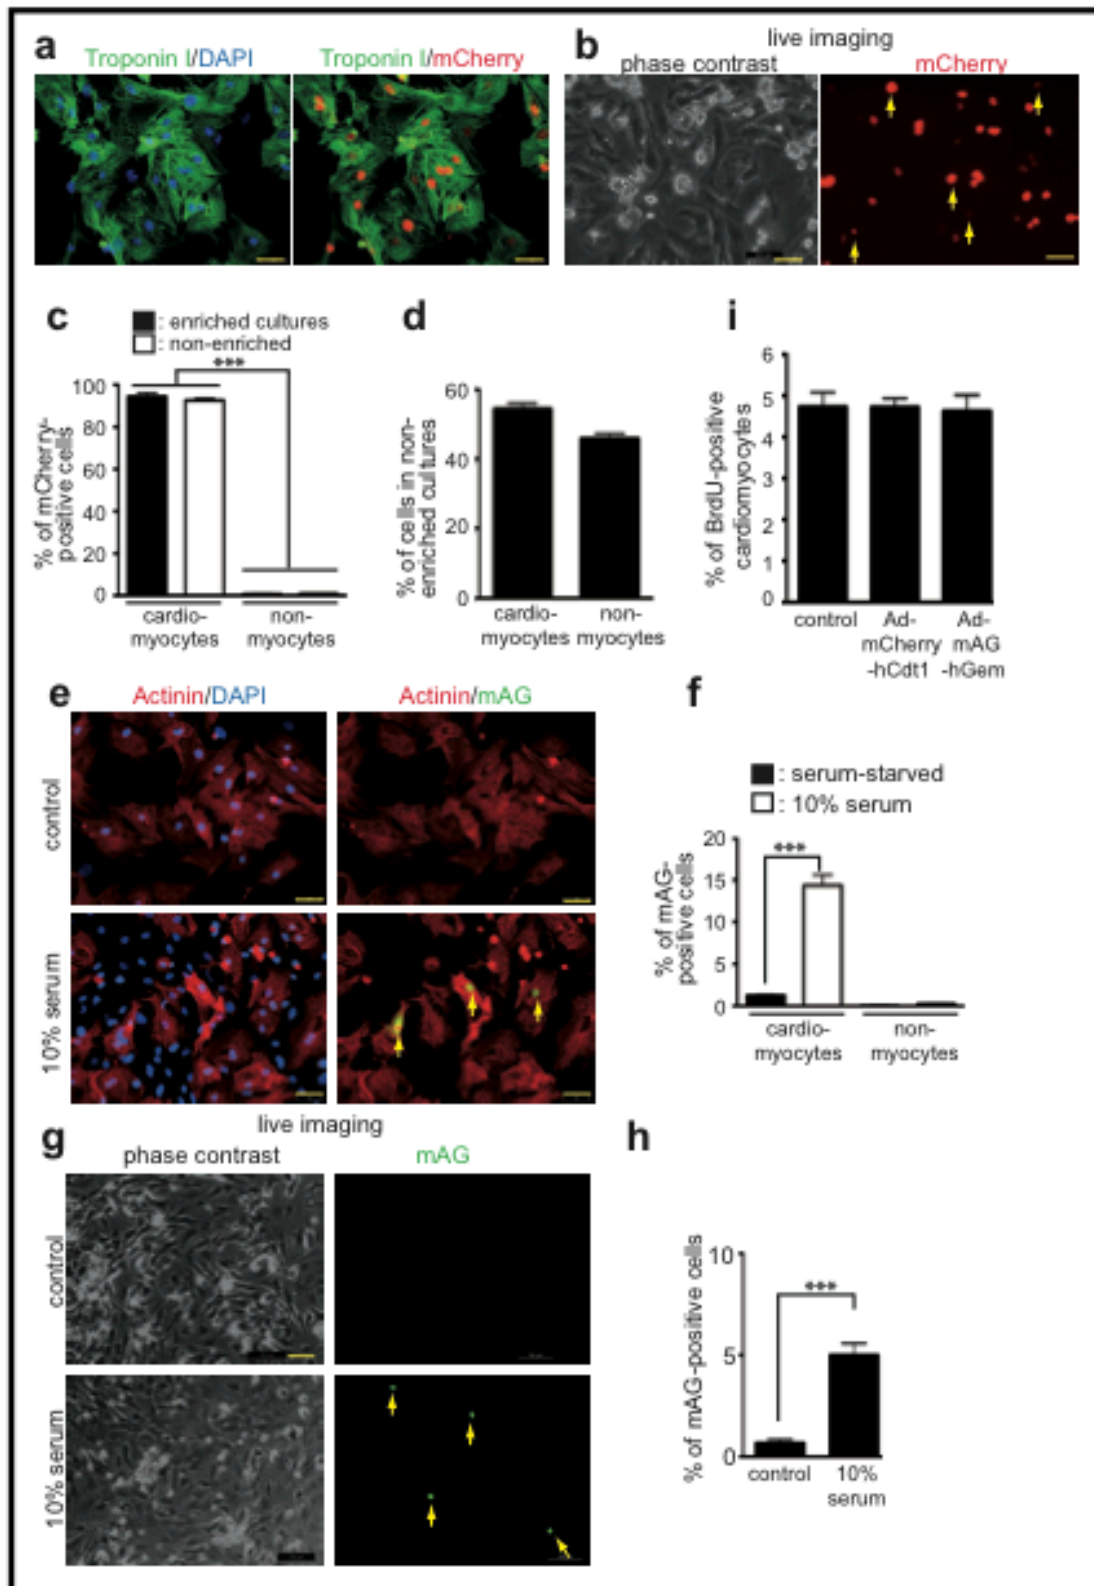 a
Troponin I/DAPI
Troponin I/mCherry
b
live imaging
phase contrast
mCherry
c
: enriched cultures
: non-enriched
***
% of mCherry-
positive cells
100
80
60
40
20
0
cardio-
myocytes
non-
myocytes
d
% of cells in non-
enriched cultures
60
40
20
0
cardio-
myocytes
non-
myocytes
i
% of BrdU-positive
cardiomyocytes
6
5
4
3
2
1
0
control
Ad-
mCherry
-hCdt1
Ad-
mAG
-hGem
e
Actinin/DAPI
Actinin/mAG
control
10% serum
f
: serum-starved
: 10% serum
***
% of mAG-
positive cells
20
15
10
5
0
cardio-
myocytes
non-
myocytes
g
live imaging
phase contrast
mAG
control
10% serum
h
% of mAG-positive cells
10
5
0
***
control
10%
serum